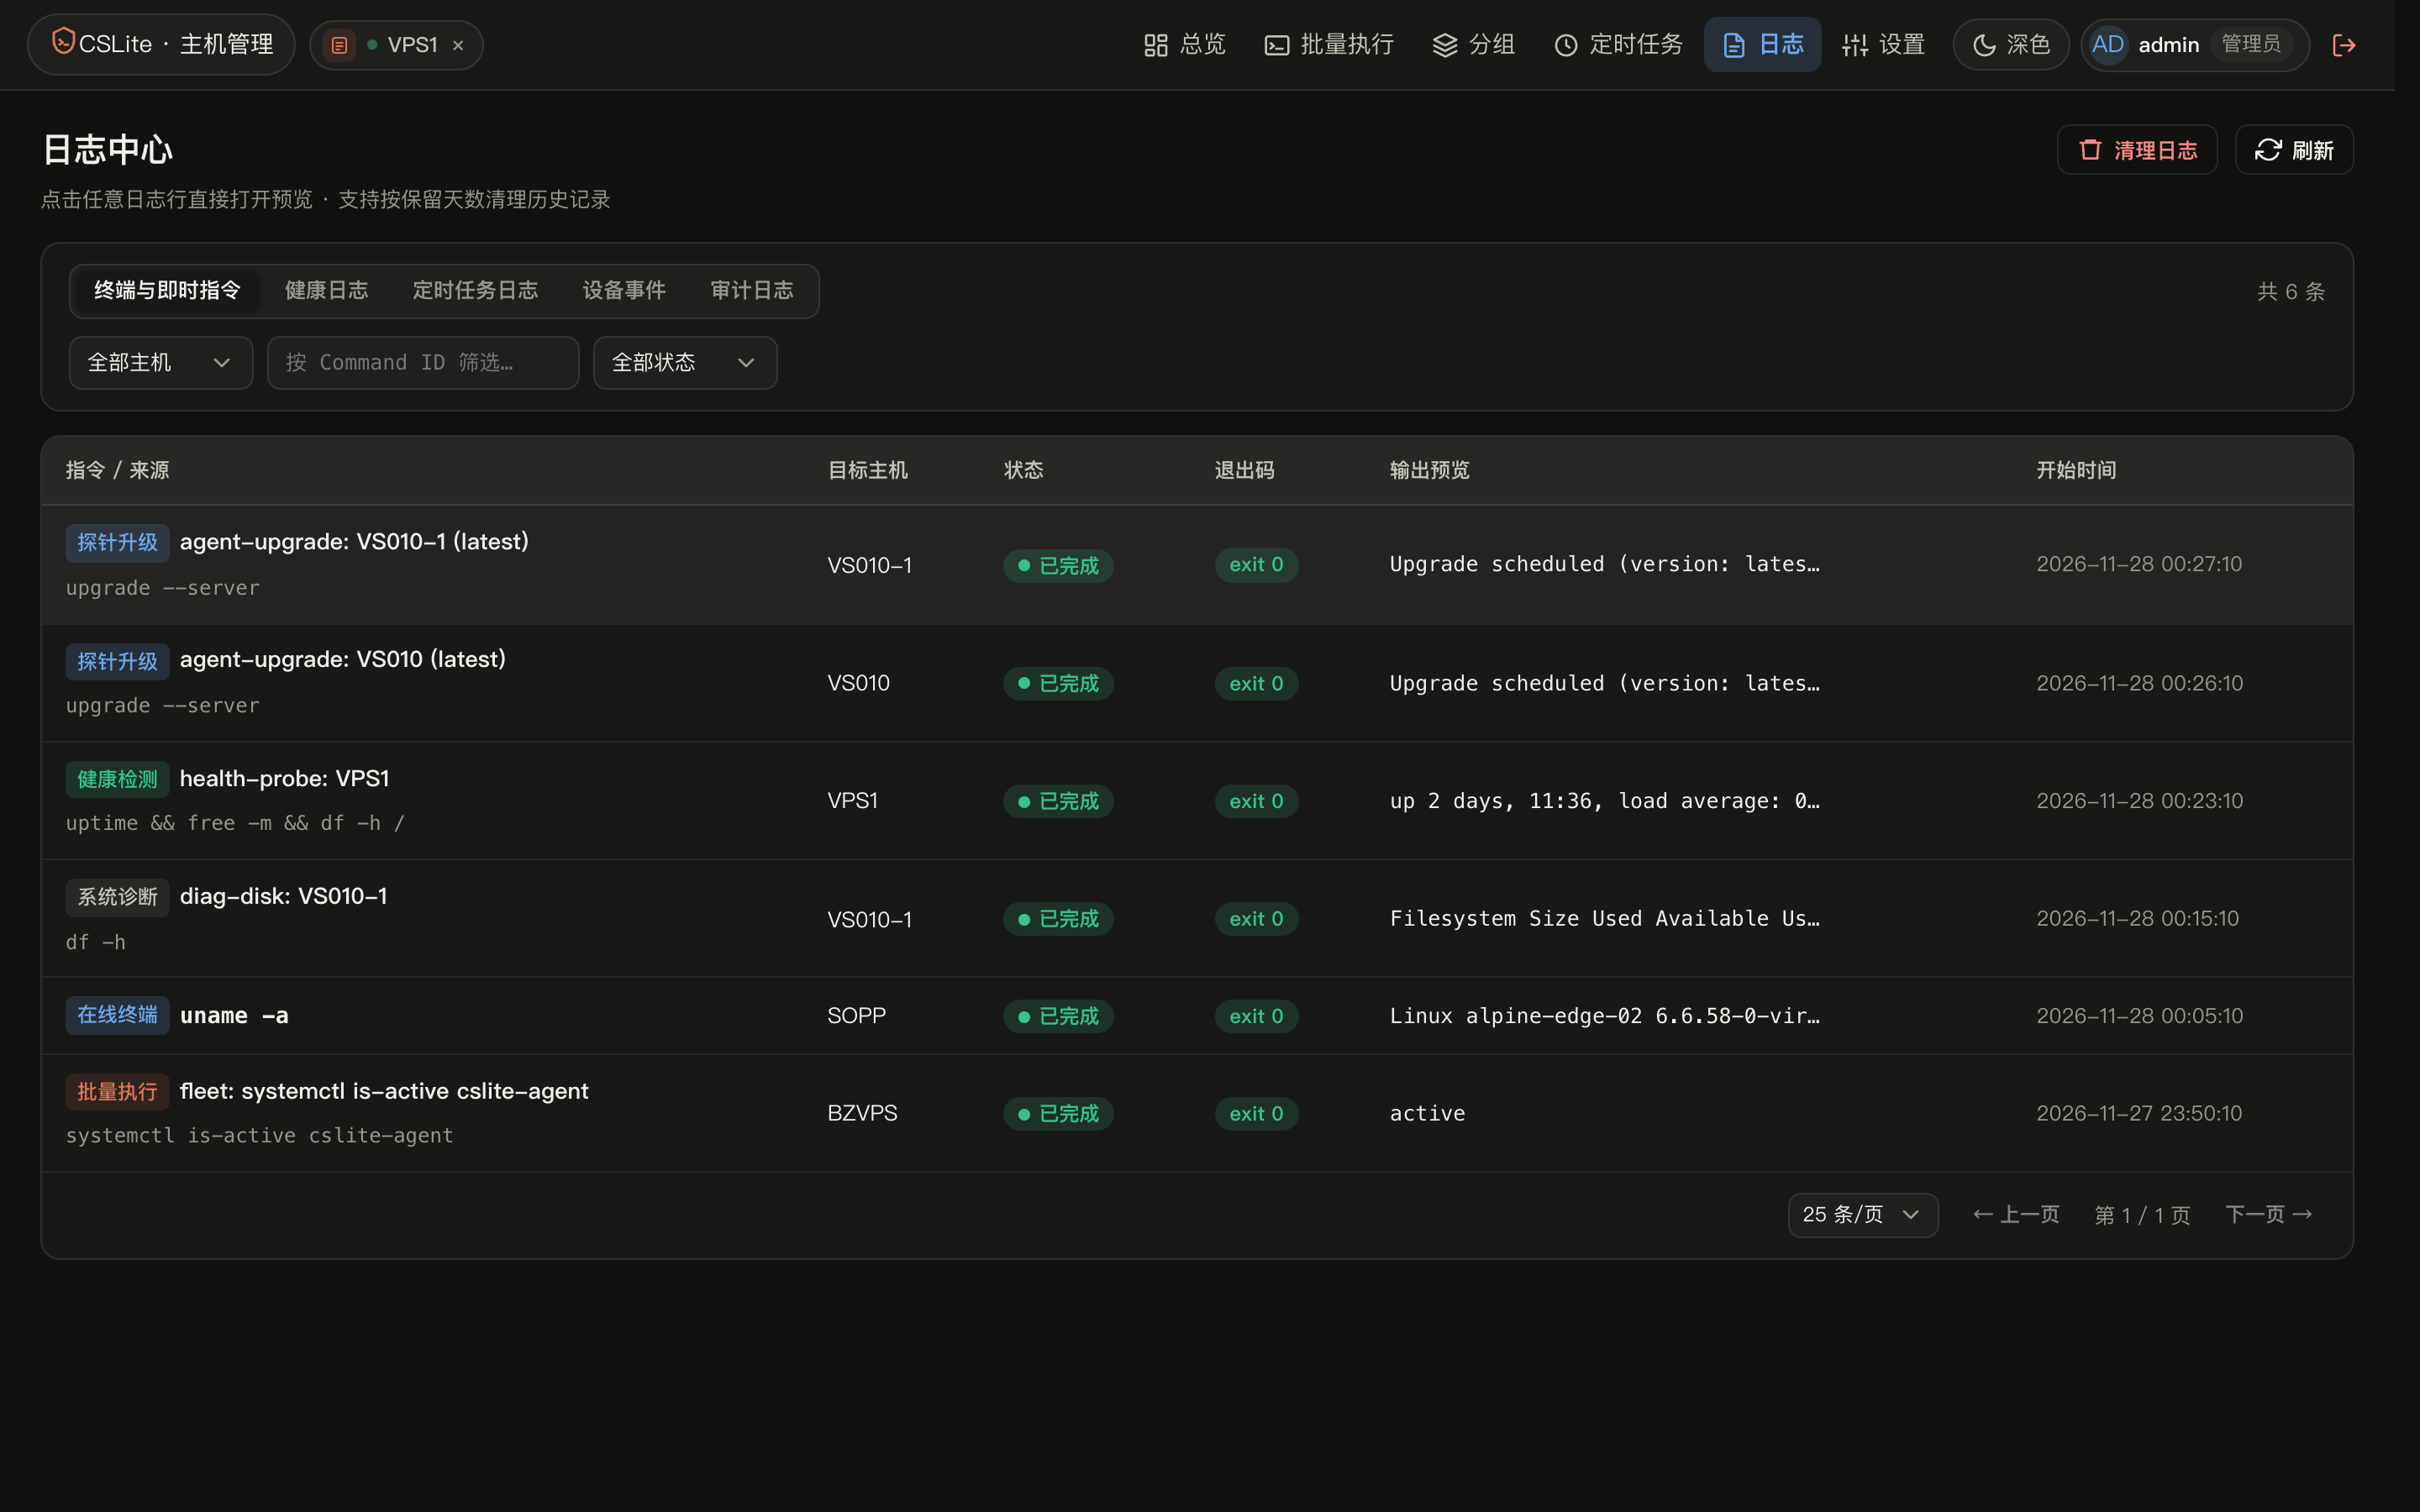 CSLite · 主机管理
VPS1 ×
总览
批量执行
分组
定时任务
日志
设置
深色
AD admin 管理员
日志中心
清理日志
刷新
点击任意日志行直接打开预览 · 支持按保留天数清理历史记录
终端与即时指令 健康日志 定时任务日志 设备事件 审计日志
共 6 条
全部主机
按 Command ID 筛选…
全部状态
指令 / 来源 目标主机 状态 退出码 输出预览 开始时间
探针升级 agent-upgrade: VS010-1 (latest)
upgrade --server
VS010-1 已完成 exit 0 Upgrade scheduled (version: lates… 2026-11-28 00:27:10
探针升级 agent-upgrade: VS010 (latest)
upgrade --server
VS010 已完成 exit 0 Upgrade scheduled (version: lates… 2026-11-28 00:26:10
健康检测 health-probe: VPS1
uptime && free -m && df -h /
VPS1 已完成 exit 0 up 2 days, 11:36, load average: 0… 2026-11-28 00:23:10
系统诊断 diag-disk: VS010-1
df -h
VS010-1 已完成 exit 0 Filesystem Size Used Available Us… 2026-11-28 00:15:10
在线终端 uname -a SOPP 已完成 exit 0 Linux alpine-edge-02 6.6.58-0-vir… 2026-11-28 00:05:10
批量执行 fleet: systemctl is-active cslite-agent
systemctl is-active cslite-agent
BZVPS 已完成 exit 0 active 2026-11-27 23:50:10
25 条/页 ← 上一页 第 1 / 1 页 下一页 →